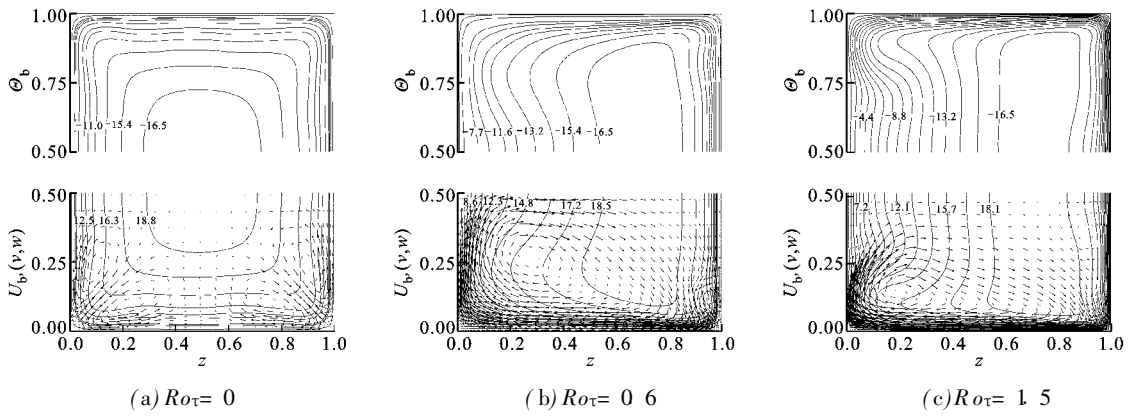 1.00
0.75
0.50
Θb
-11.0 -15.4 -16.5
0.50
0.25
0.00
Ub,(v,w)
12.5 16.3 18.8
0.0 0.2 0.4 0.6 0.8 1.0
z
(a) Roτ= 0
1.00
0.75
0.50
Θb
-7.7 -11.6 -13.2 -15.4 -16.5
0.50
0.25
0.00
Ub,(v,w)
8.6 12.3 14.8 17.2 18.5
0.0 0.2 0.4 0.6 0.8 1.0
z
(b) Roτ= 0 6
1.00
0.75
0.50
Θb
-4.4 -8.8 -13.2 -16.5
0.50
0.25
0.00
Ub,(v,w)
7.2 12.1 15.7 18.1
0.0 0.2 0.4 0.6 0.8 1.0
z
(c) Roτ= 1. 5